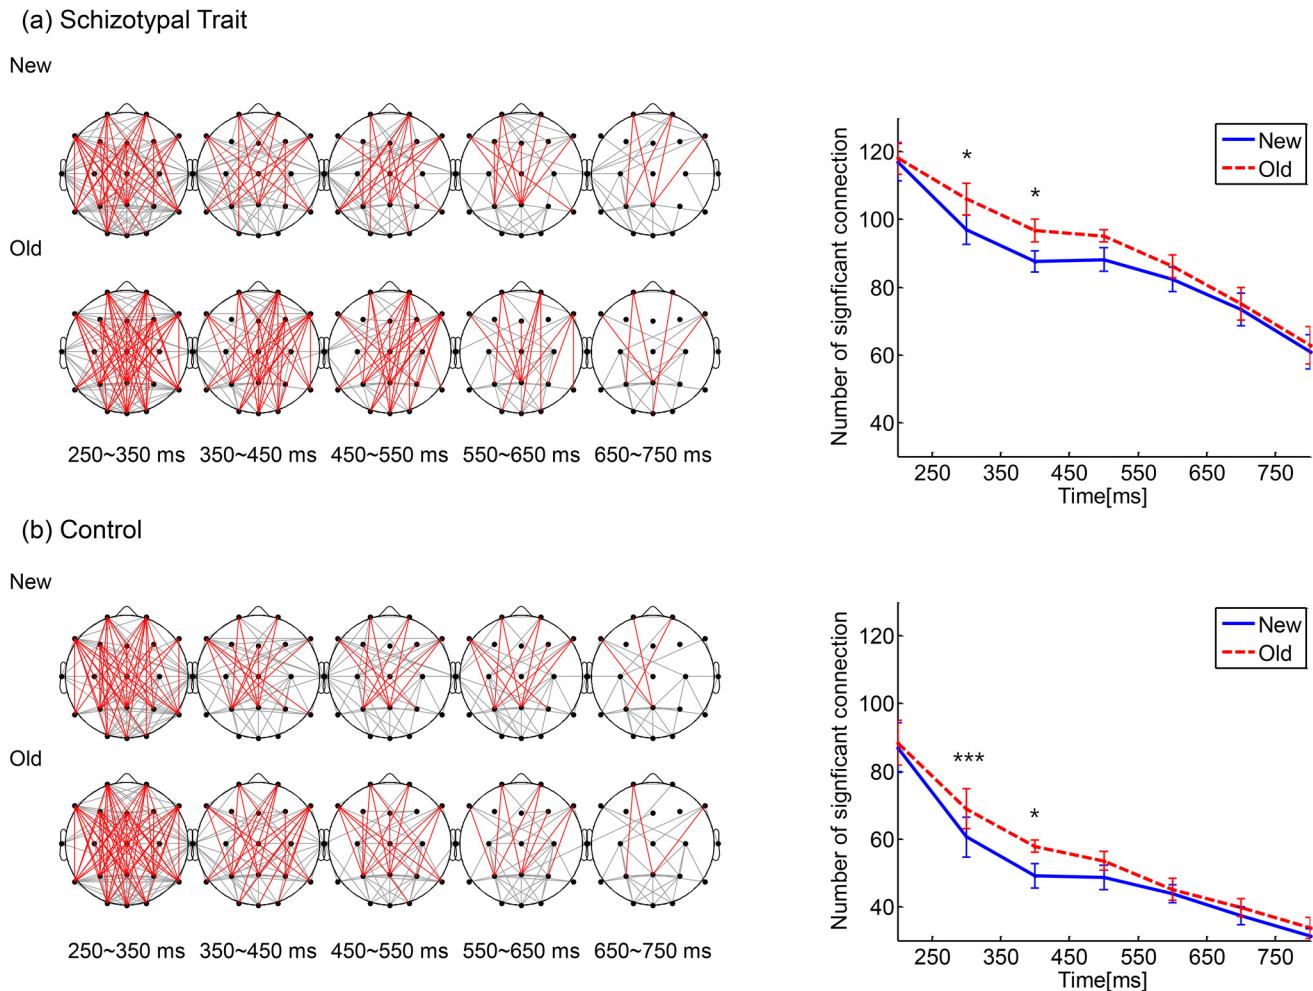 (a) Schizotypal Trait
New
Old
250~350 ms 350~450 ms 450~550 ms 550~650 ms 650~750 ms
Number of signficant connection
120
100
80
60
40
* *
New
Old
250 350 450 550 650 750
Time[ms]
(b) Control
New
Old
250~350 ms 350~450 ms 450~550 ms 550~650 ms 650~750 ms
Number of signficant connection
120
100
80
60
40
*** *
New
Old
250 350 450 550 650 750
Time[ms]